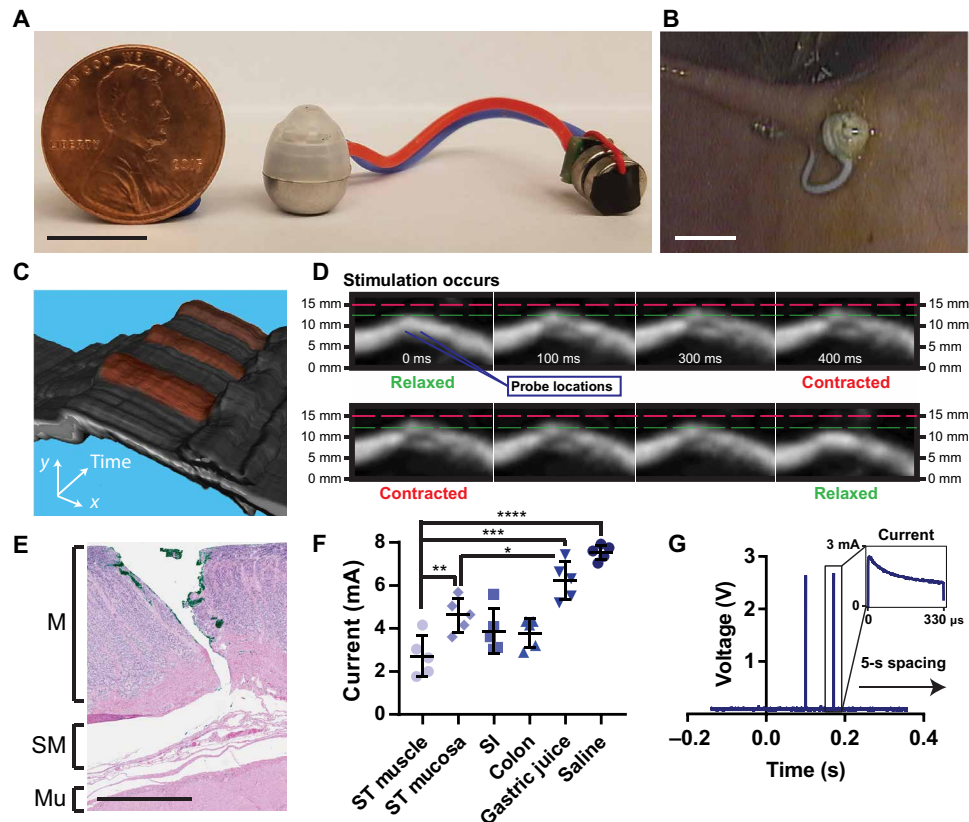 A
IN GOD WE TRUST
LIBERTY
2013
B
C
y
Time
x
D
Stimulation occurs
15 mm
10 mm
5 mm
0 mm
0 ms
100 ms
300 ms
400 ms
15 mm
10 mm
5 mm
0 mm
Relaxed
Probe locations
Contracted
15 mm
10 mm
5 mm
0 mm
15 mm
10 mm
5 mm
0 mm
Contracted
Relaxed
E
M
SM
Mu
F
****
***
*
**
Current (mA)
8
6
4
2
0
ST muscle
ST mucosa
SI
Colon
Gastric juice
Saline
G
Voltage (V)
3
2
1
Current
3 mA
0
0
330
µs
5-s spacing
−0.2
0.0
0.2
0.4
Time (s)